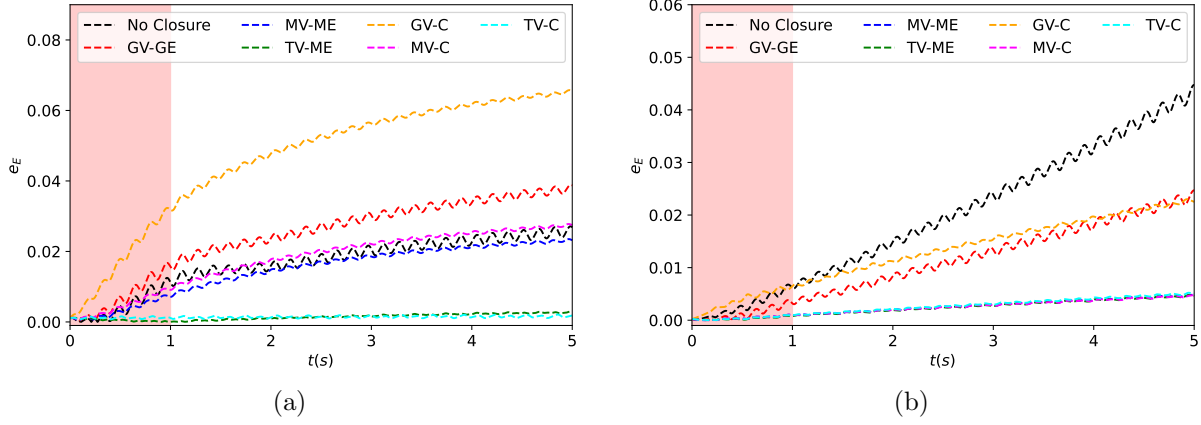 No Closure MV-ME GV-C TV-C
GV-GE TV-ME MV-C
0.08
0.06
0.04
0.02
0.00
e_E
0 1 2 3 4 5
t(s)
(a)
No Closure MV-ME GV-C TV-C
GV-GE TV-ME MV-C
0.06
0.05
0.04
0.03
0.02
0.01
0.00
e_E
0 1 2 3 4 5
t(s)
(b)